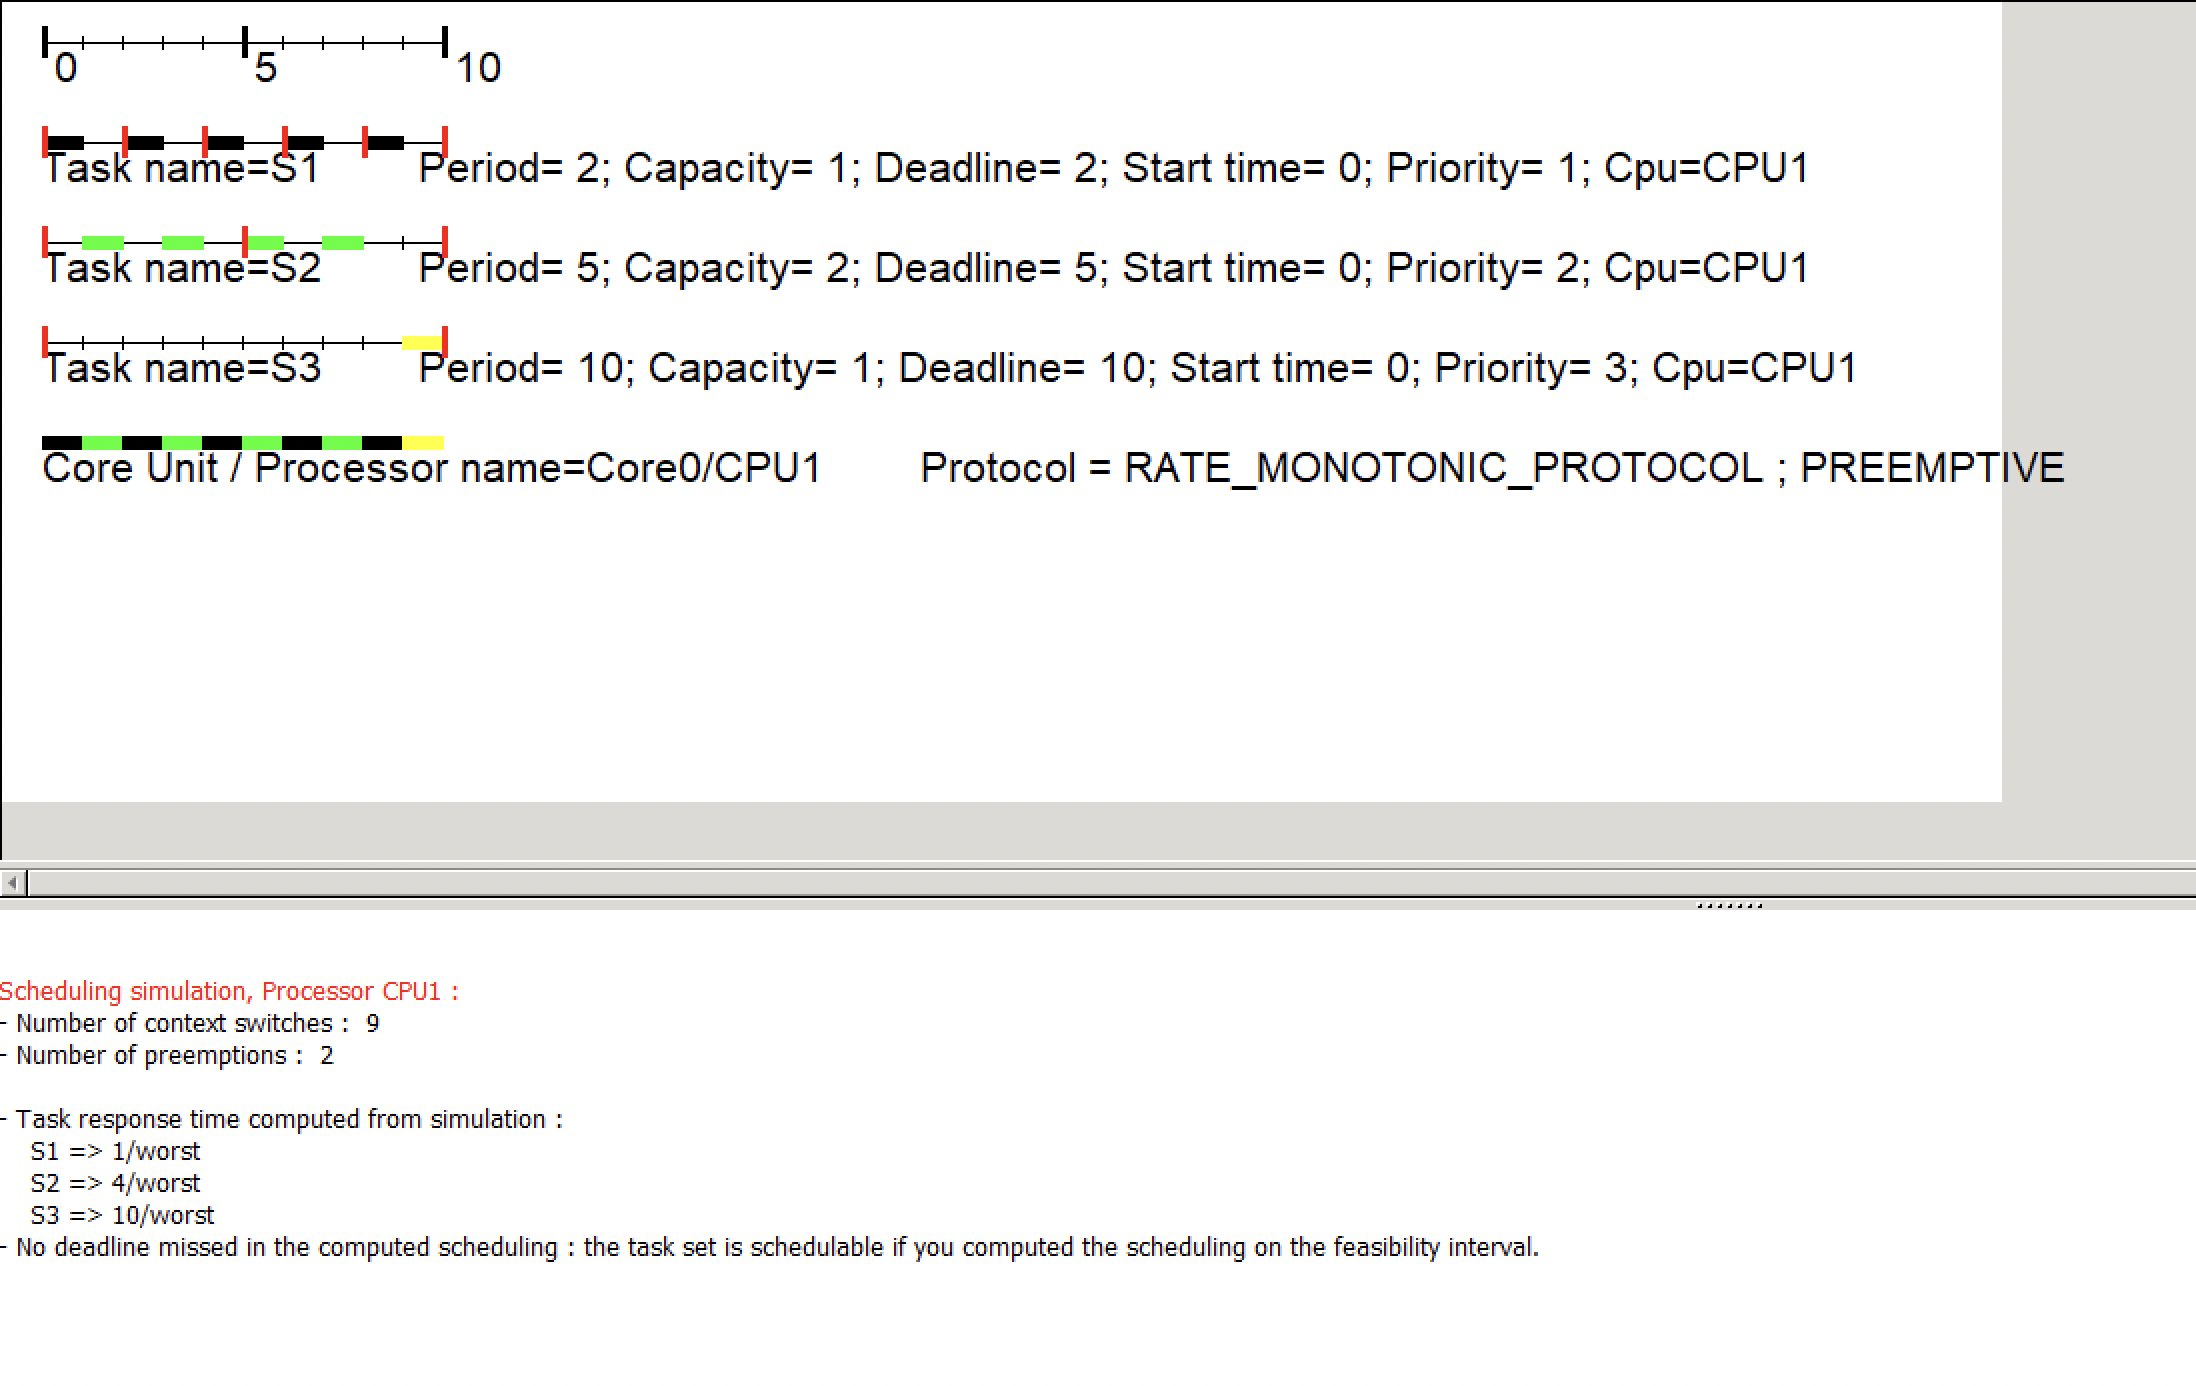 0 5 10
Task name=S1 Period= 2; Capacity= 1; Deadline= 2; Start time= 0; Priority= 1; Cpu=CPU1
Task name=S2 Period= 5; Capacity= 2; Deadline= 5; Start time= 0; Priority= 2; Cpu=CPU1
Task name=S3 Period= 10; Capacity= 1; Deadline= 10; Start time= 0; Priority= 3; Cpu=CPU1
Core Unit / Processor name=Core0/CPU1 Protocol = RATE_MONOTONIC_PROTOCOL ; PREEMPTIVE
Scheduling simulation, Processor CPU1 :
- Number of context switches : 9
- Number of preemptions : 2
- Task response time computed from simulation :
S1 => 1/worst
S2 => 4/worst
S3 => 10/worst
- No deadline missed in the computed scheduling : the task set is schedulable if you computed the scheduling on the feasibility interval.